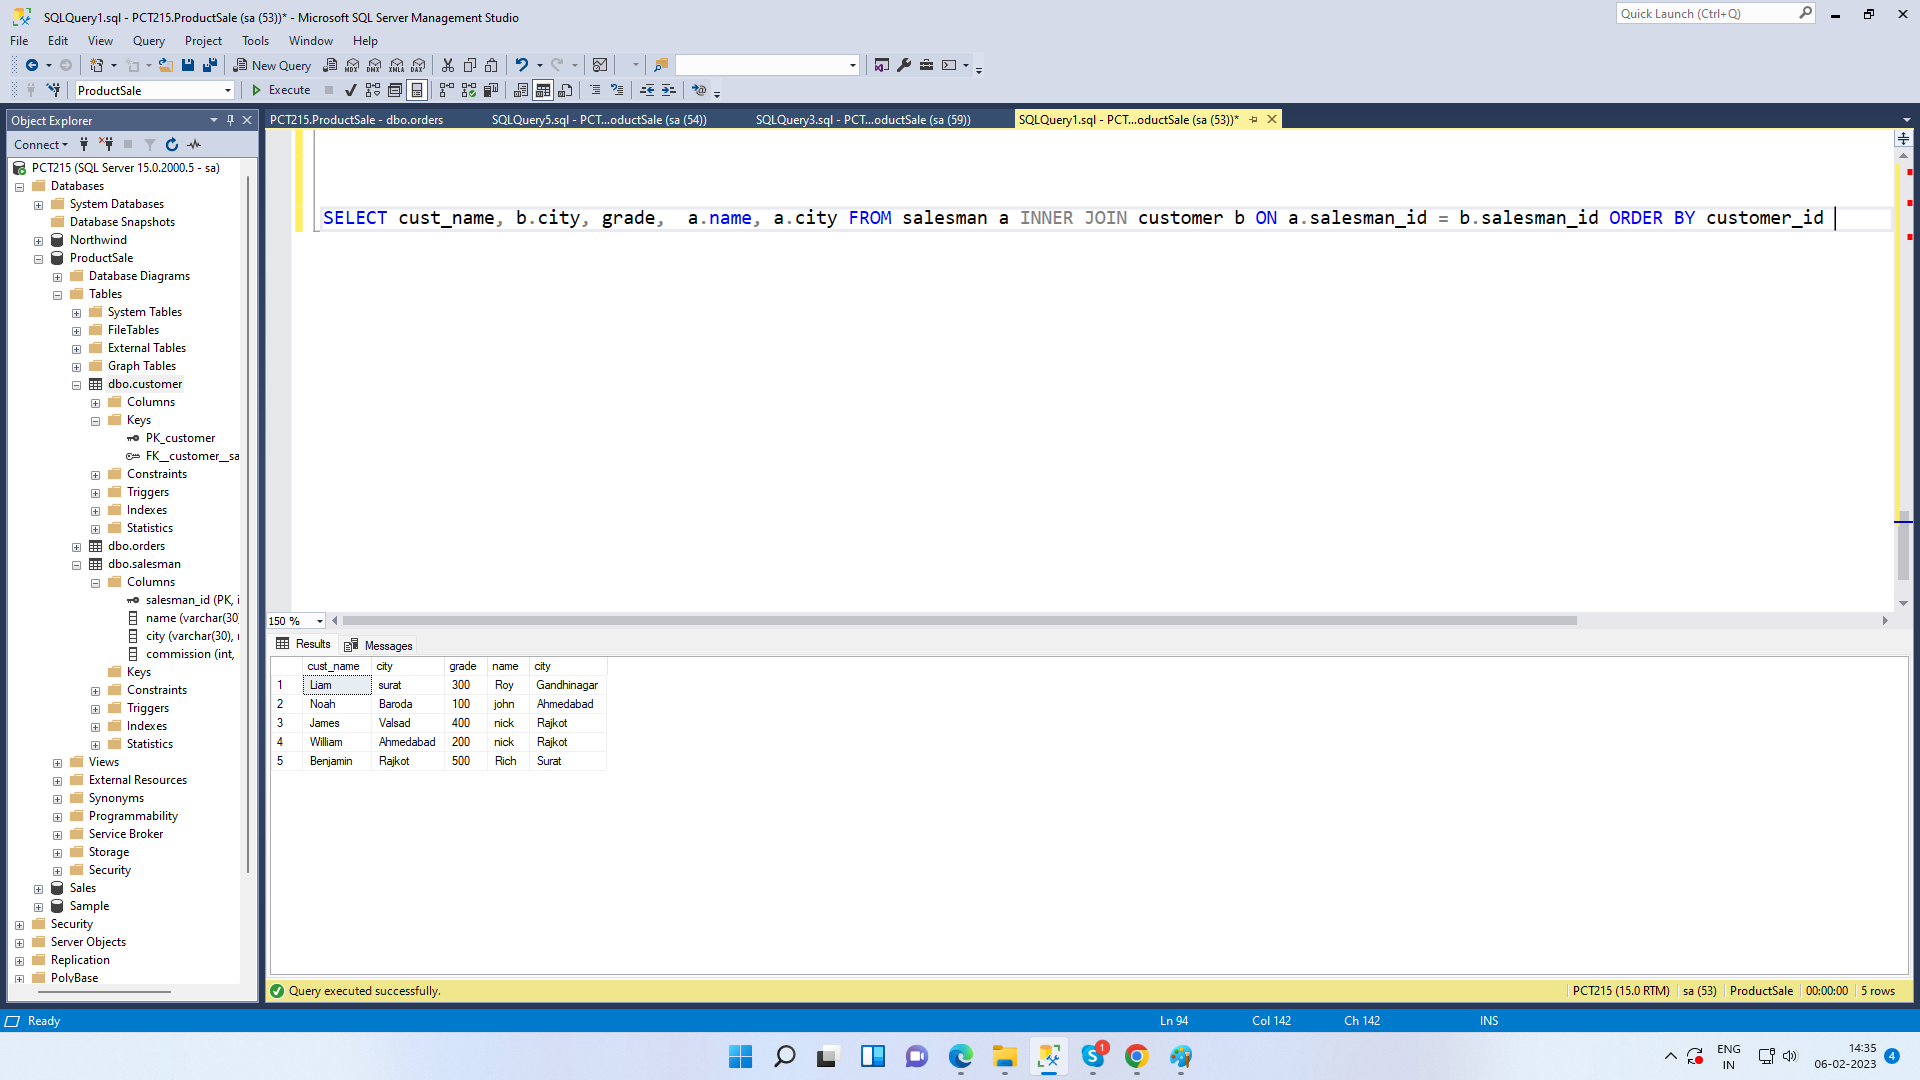 SQLQuery1.sql - PCT215.ProductSale (sa (53))* - Microsoft SQL Server Management Studio
Quick Launch (Ctrl+Q)
File Edit View Query Project Tools Window Help
New Query
MDX DMX XMLA DAX
ProductSale
Execute
Object Explorer
PCT215.ProductSale - dbo.orders
SQLQuery5.sql - PCT...oductSale (sa (54))
SQLQuery3.sql - PCT...oductSale (sa (59))
SQLQuery1.sql - PCT...oductSale (sa (53))*
Connect
PCT215 (SQL Server 15.0.2000.5 - sa)
Databases
System Databases
Database Snapshots
Northwind
ProductSale
Database Diagrams
Tables
System Tables
FileTables
External Tables
Graph Tables
dbo.customer
Columns
Keys
PK_customer
FK__customer__sa
Constraints
Triggers
Indexes
Statistics
dbo.orders
dbo.salesman
Columns
salesman_id (PK, i
name (varchar(30)
city (varchar(30), n
commission (int,
Keys
Constraints
Triggers
Indexes
Statistics
Views
External Resources
Synonyms
Programmability
Service Broker
Storage
Security
Sales
Sample
Security
Server Objects
Replication
PolyBase
SELECT cust_name, b.city, grade,  a.name, a.city FROM salesman a INNER JOIN customer b ON a.salesman_id = b.salesman_id ORDER BY customer_id
150 %
Results Messages
cust_name city grade name city
1 Liam surat 300 Roy Gandhinagar
2 Noah Baroda 100 john Ahmedabad
3 James Valsad 400 nick Rajkot
4 William Ahmedabad 200 nick Rajkot
5 Benjamin Rajkot 500 Rich Surat
Query executed successfully.
PCT215 (15.0 RTM) sa (53) ProductSale 00:00:00 5 rows
Ready
Ln 94 Col 142 Ch 142 INS
1
ENG
IN
14:35
06-02-2023
4